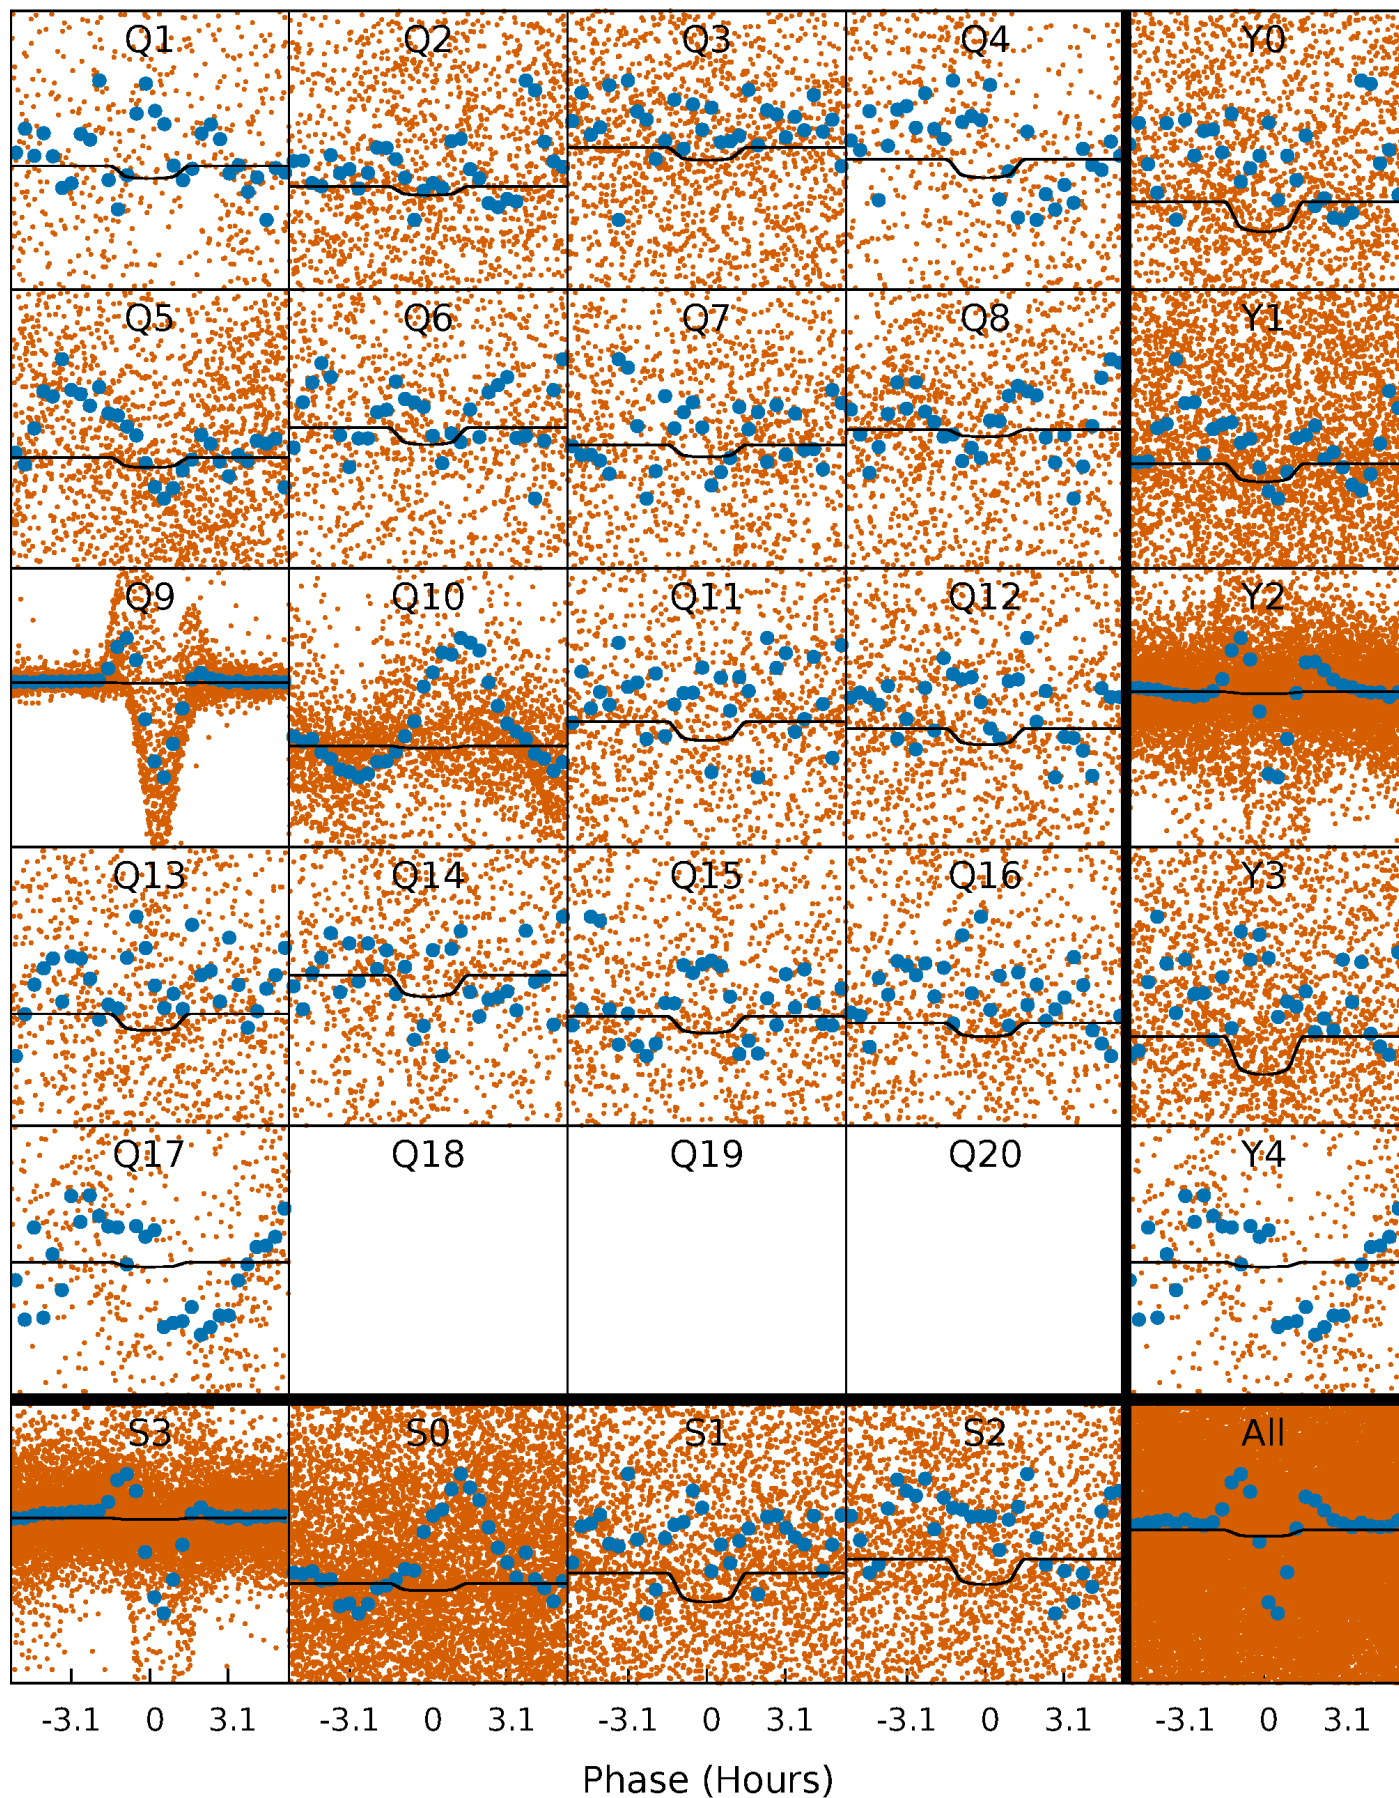 Q1 Q2 Q3 Q4 Y0
Q5 Q6 Q7 Q8 Y1
Q9 Q10 Q11 Q12 Y2
Q13 Q14 Q15 Q16 Y3
Q17 Q18 Q19 Q20 Y4
S3 S0 S1 S2 All
-3.1 0 3.1 -3.1 0 3.1 -3.1 0 3.1 -3.1 0 3.1 -3.1 0 3.1
Phase (Hours)